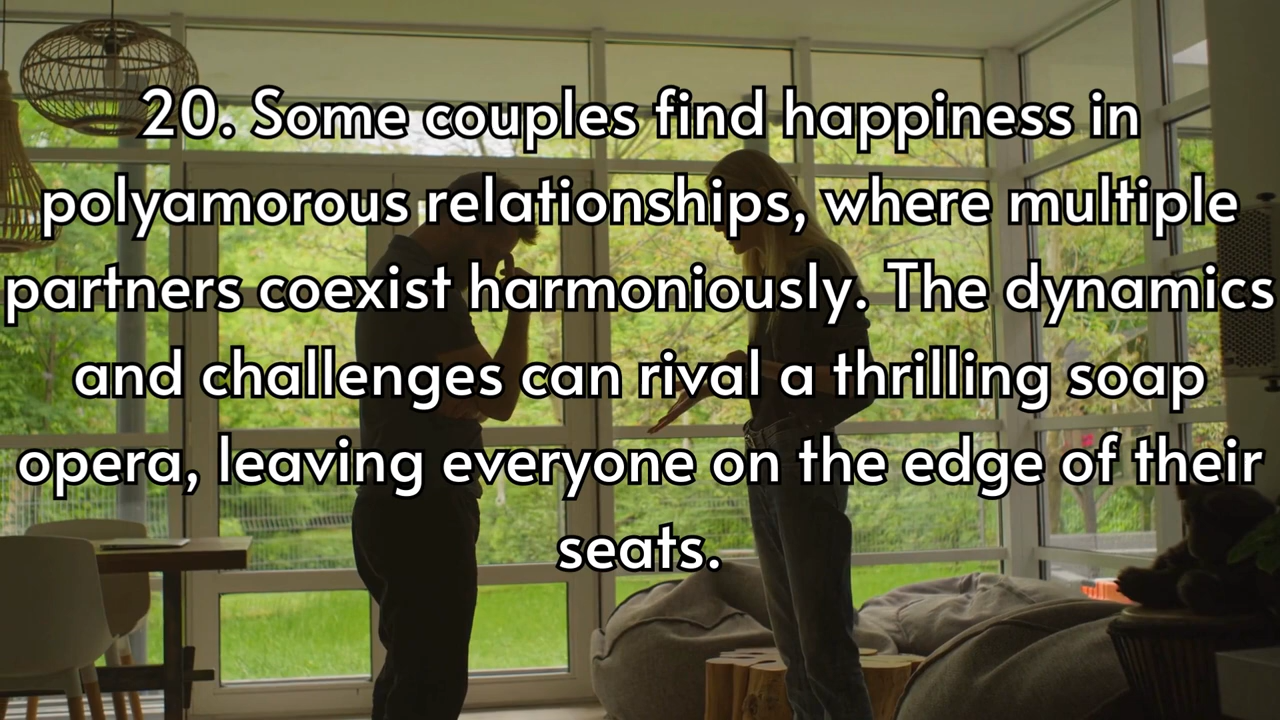 20. Some couples find happiness in
polyamorous relationships, where multiple
partners coexist harmoniously. The dynamics
and challenges can rival a thrilling soap
opera, leaving everyone on the edge of their
seats.